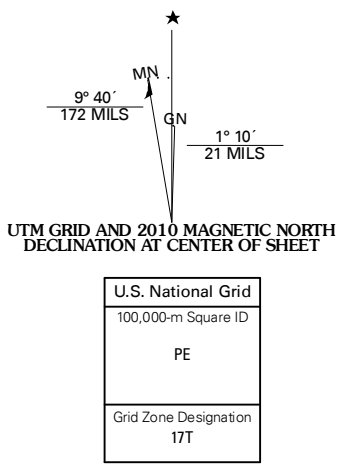 ★
MN
GN
9° 40´
172 MILS
1° 10´
21 MILS
UTM GRID AND 2010 MAGNETIC NORTH
DECLINATION AT CENTER OF SHEET
U.S. National Grid
100,000-m Square ID
PE
Grid Zone Designation
17T